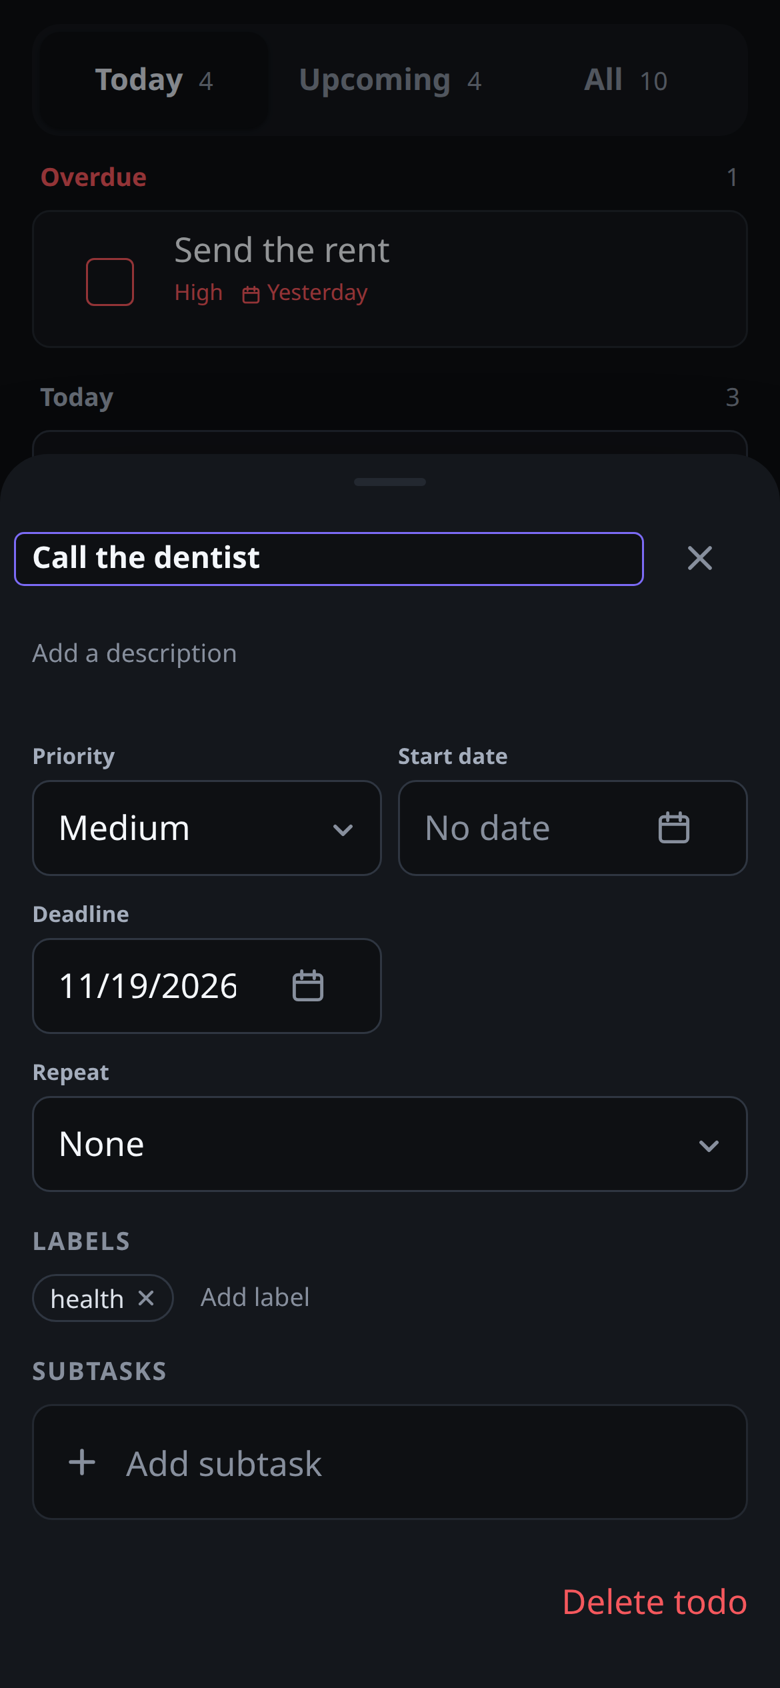 Today 4 Upcoming 4 All 10
Overdue 1
Send the rent
High Yesterday
Today 3
Call the dentist
Add a description
Priority Start date
Medium No date
Deadline
11/19/2026
Repeat
None
LABELS
health Add label
SUBTASKS
Add subtask
Delete todo